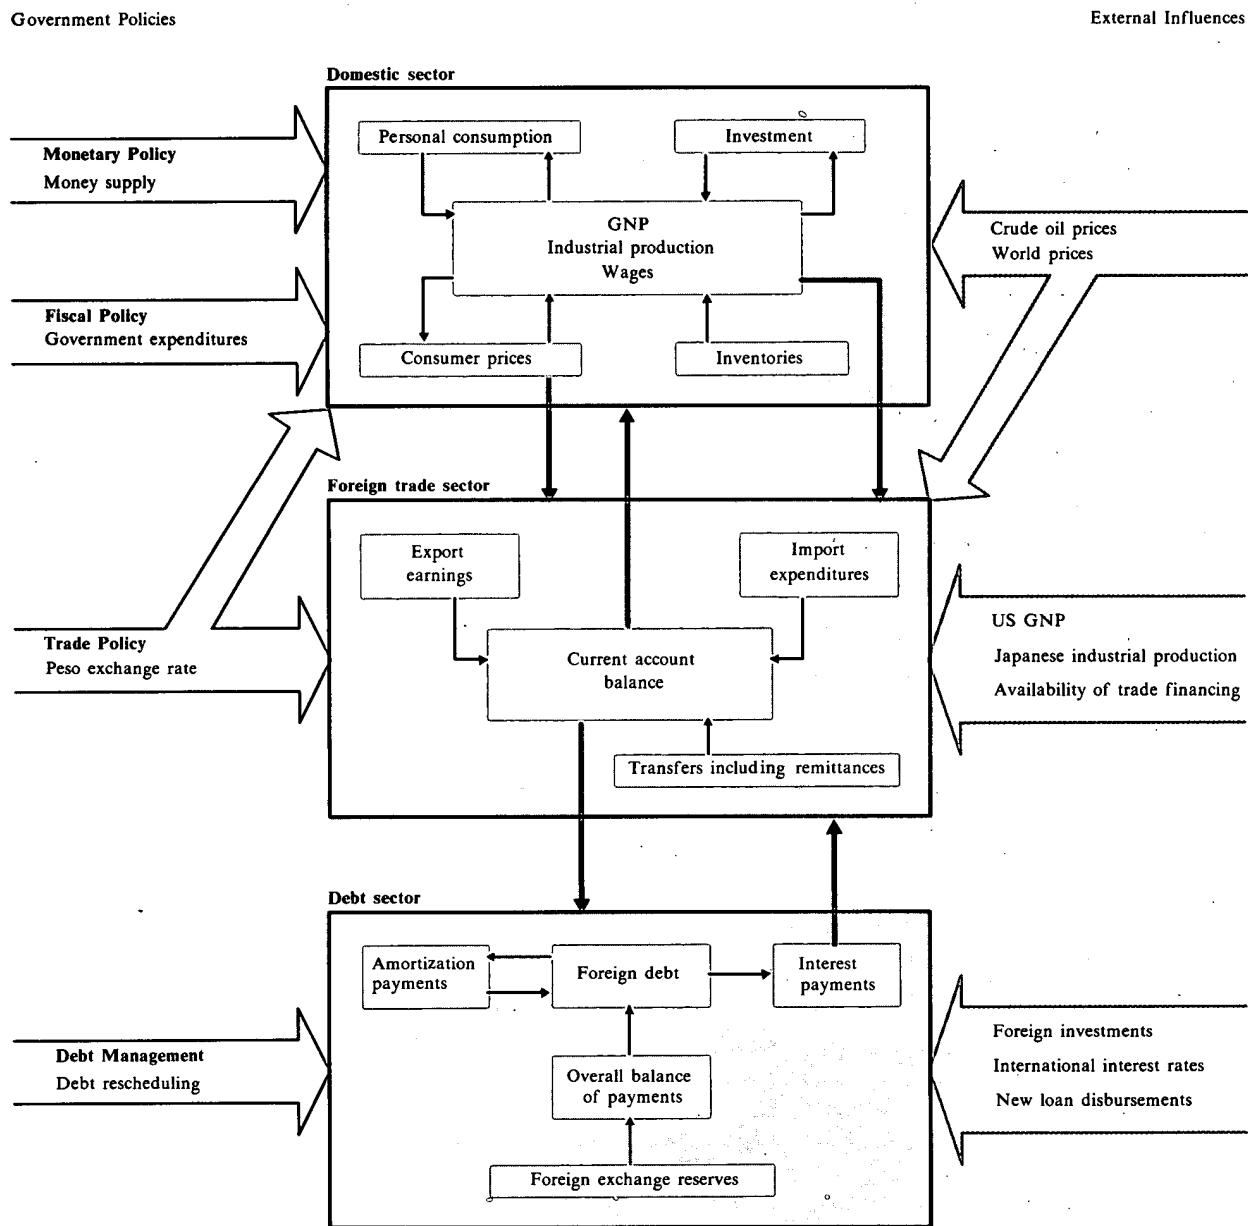 Government Policies
External Influences
Domestic sector
Personal consumption
Investment
Monetary Policy
Money supply
GNP
Industrial production
Wages
Crude oil prices
World prices
Fiscal Policy
Government expenditures
Consumer prices
Inventories
Foreign trade sector
Export
earnings
Import
expenditures
Trade Policy
Peso exchange rate
Current account
balance
US GNP
Japanese industrial production
Availability of trade financing
Transfers including remittances
Debt sector
Amortization
payments
Foreign debt
Interest
payments
Debt Management
Debt rescheduling
Overall balance
of payments
Foreign investments
International interest rates
New loan disbursements
Foreign exchange reserves